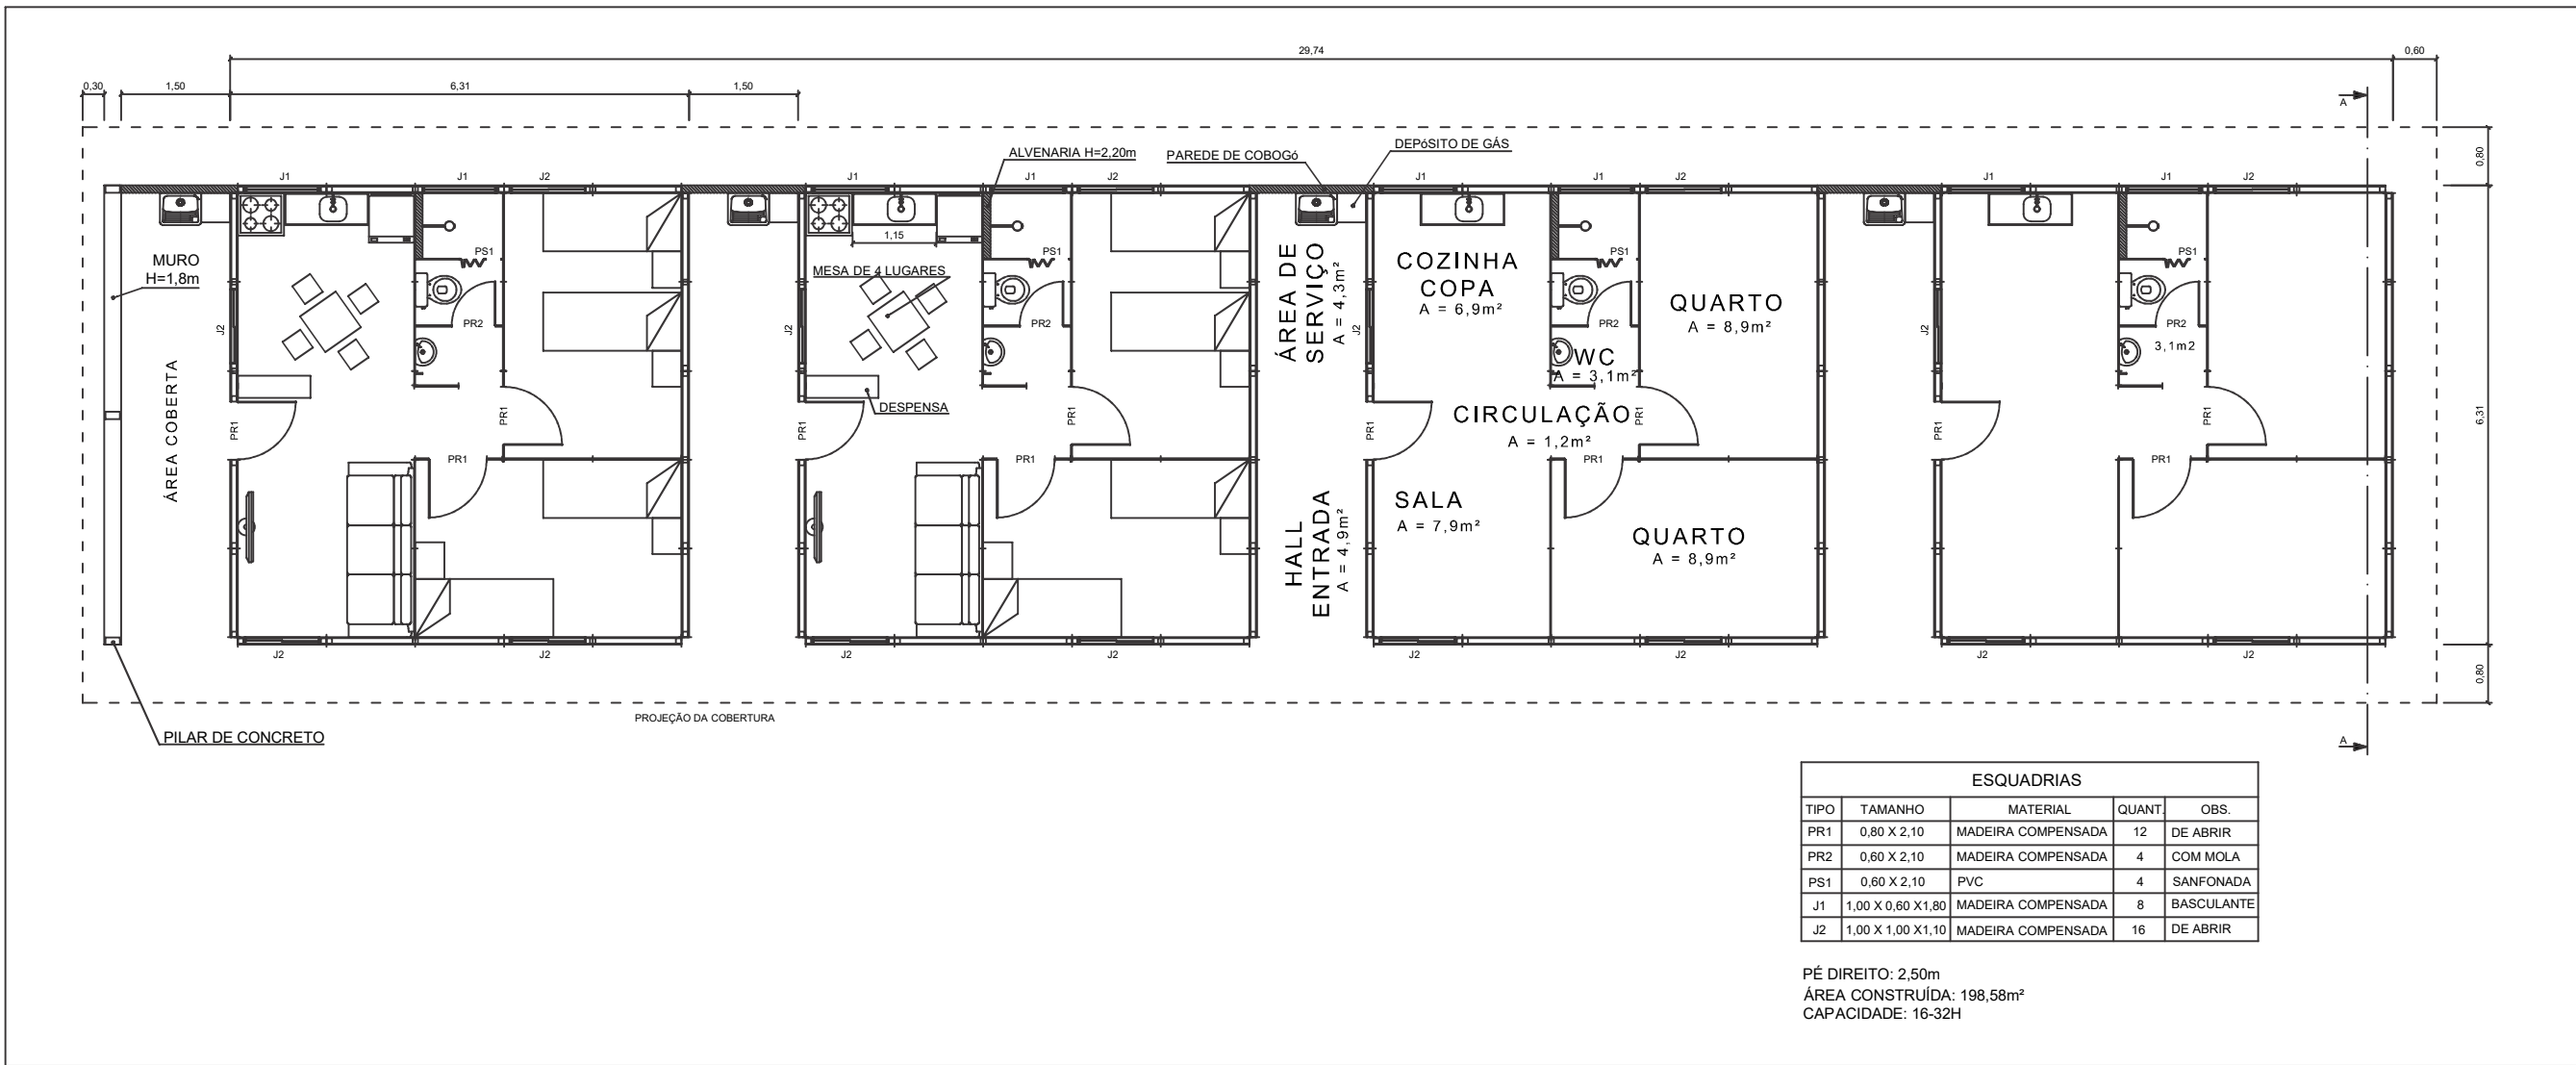 29,74
0,60
0,30
1,50
6,31
1,50
A
ALVENARIA H=2,20m
PAREDE DE COBOGó
DEPóSITO DE GÁS
0,80
J1
J1
J2
J1
J1
J2
J1
J1
J2
J1
J1
J2
1,15
PS1
PS1
PS1
PS1
MURO
H=1,8m
MESA DE 4 LUGARES
ÁREA DE
SERVIÇO
A = 4,3m²
COZINHA
COPA
A = 6,9m²
QUARTO
A = 8,9m²
J2
PR2
J2
PR2
J2
PR2
J2
PR2
3,1m2
WC
A = 3,1m²
ÁREA COBERTA
DESPENSA
CIRCULAÇÃO
A = 1,2m²
PR1
PR1
PR1
PR1
PR1
PR1
PR1
PR1
6,31
PR1
PR1
PR1
PR1
HALL
ENTRADA
A = 4,9m²
SALA
A = 7,9m²
QUARTO
A = 8,9m²
J2
J2
J2
J2
J2
J2
J2
J2
0,80
PROJEÇÃO DA COBERTURA
PILAR DE CONCRETO
A
ESQUADRIAS
TIPO TAMANHO MATERIAL QUANT. OBS.
PR1 0,80 X 2,10 MADEIRA COMPENSADA 12 DE ABRIR
PR2 0,60 X 2,10 MADEIRA COMPENSADA 4 COM MOLA
PS1 0,60 X 2,10 PVC 4 SANFONADA
J1 1,00 X 0,60 X1,80 MADEIRA COMPENSADA 8 BASCULANTE
J2 1,00 X 1,00 X1,10 MADEIRA COMPENSADA 16 DE ABRIR
PÉ DIREITO: 2,50m
ÁREA CONSTRUÍDA: 198,58m²
CAPACIDADE: 16-32H